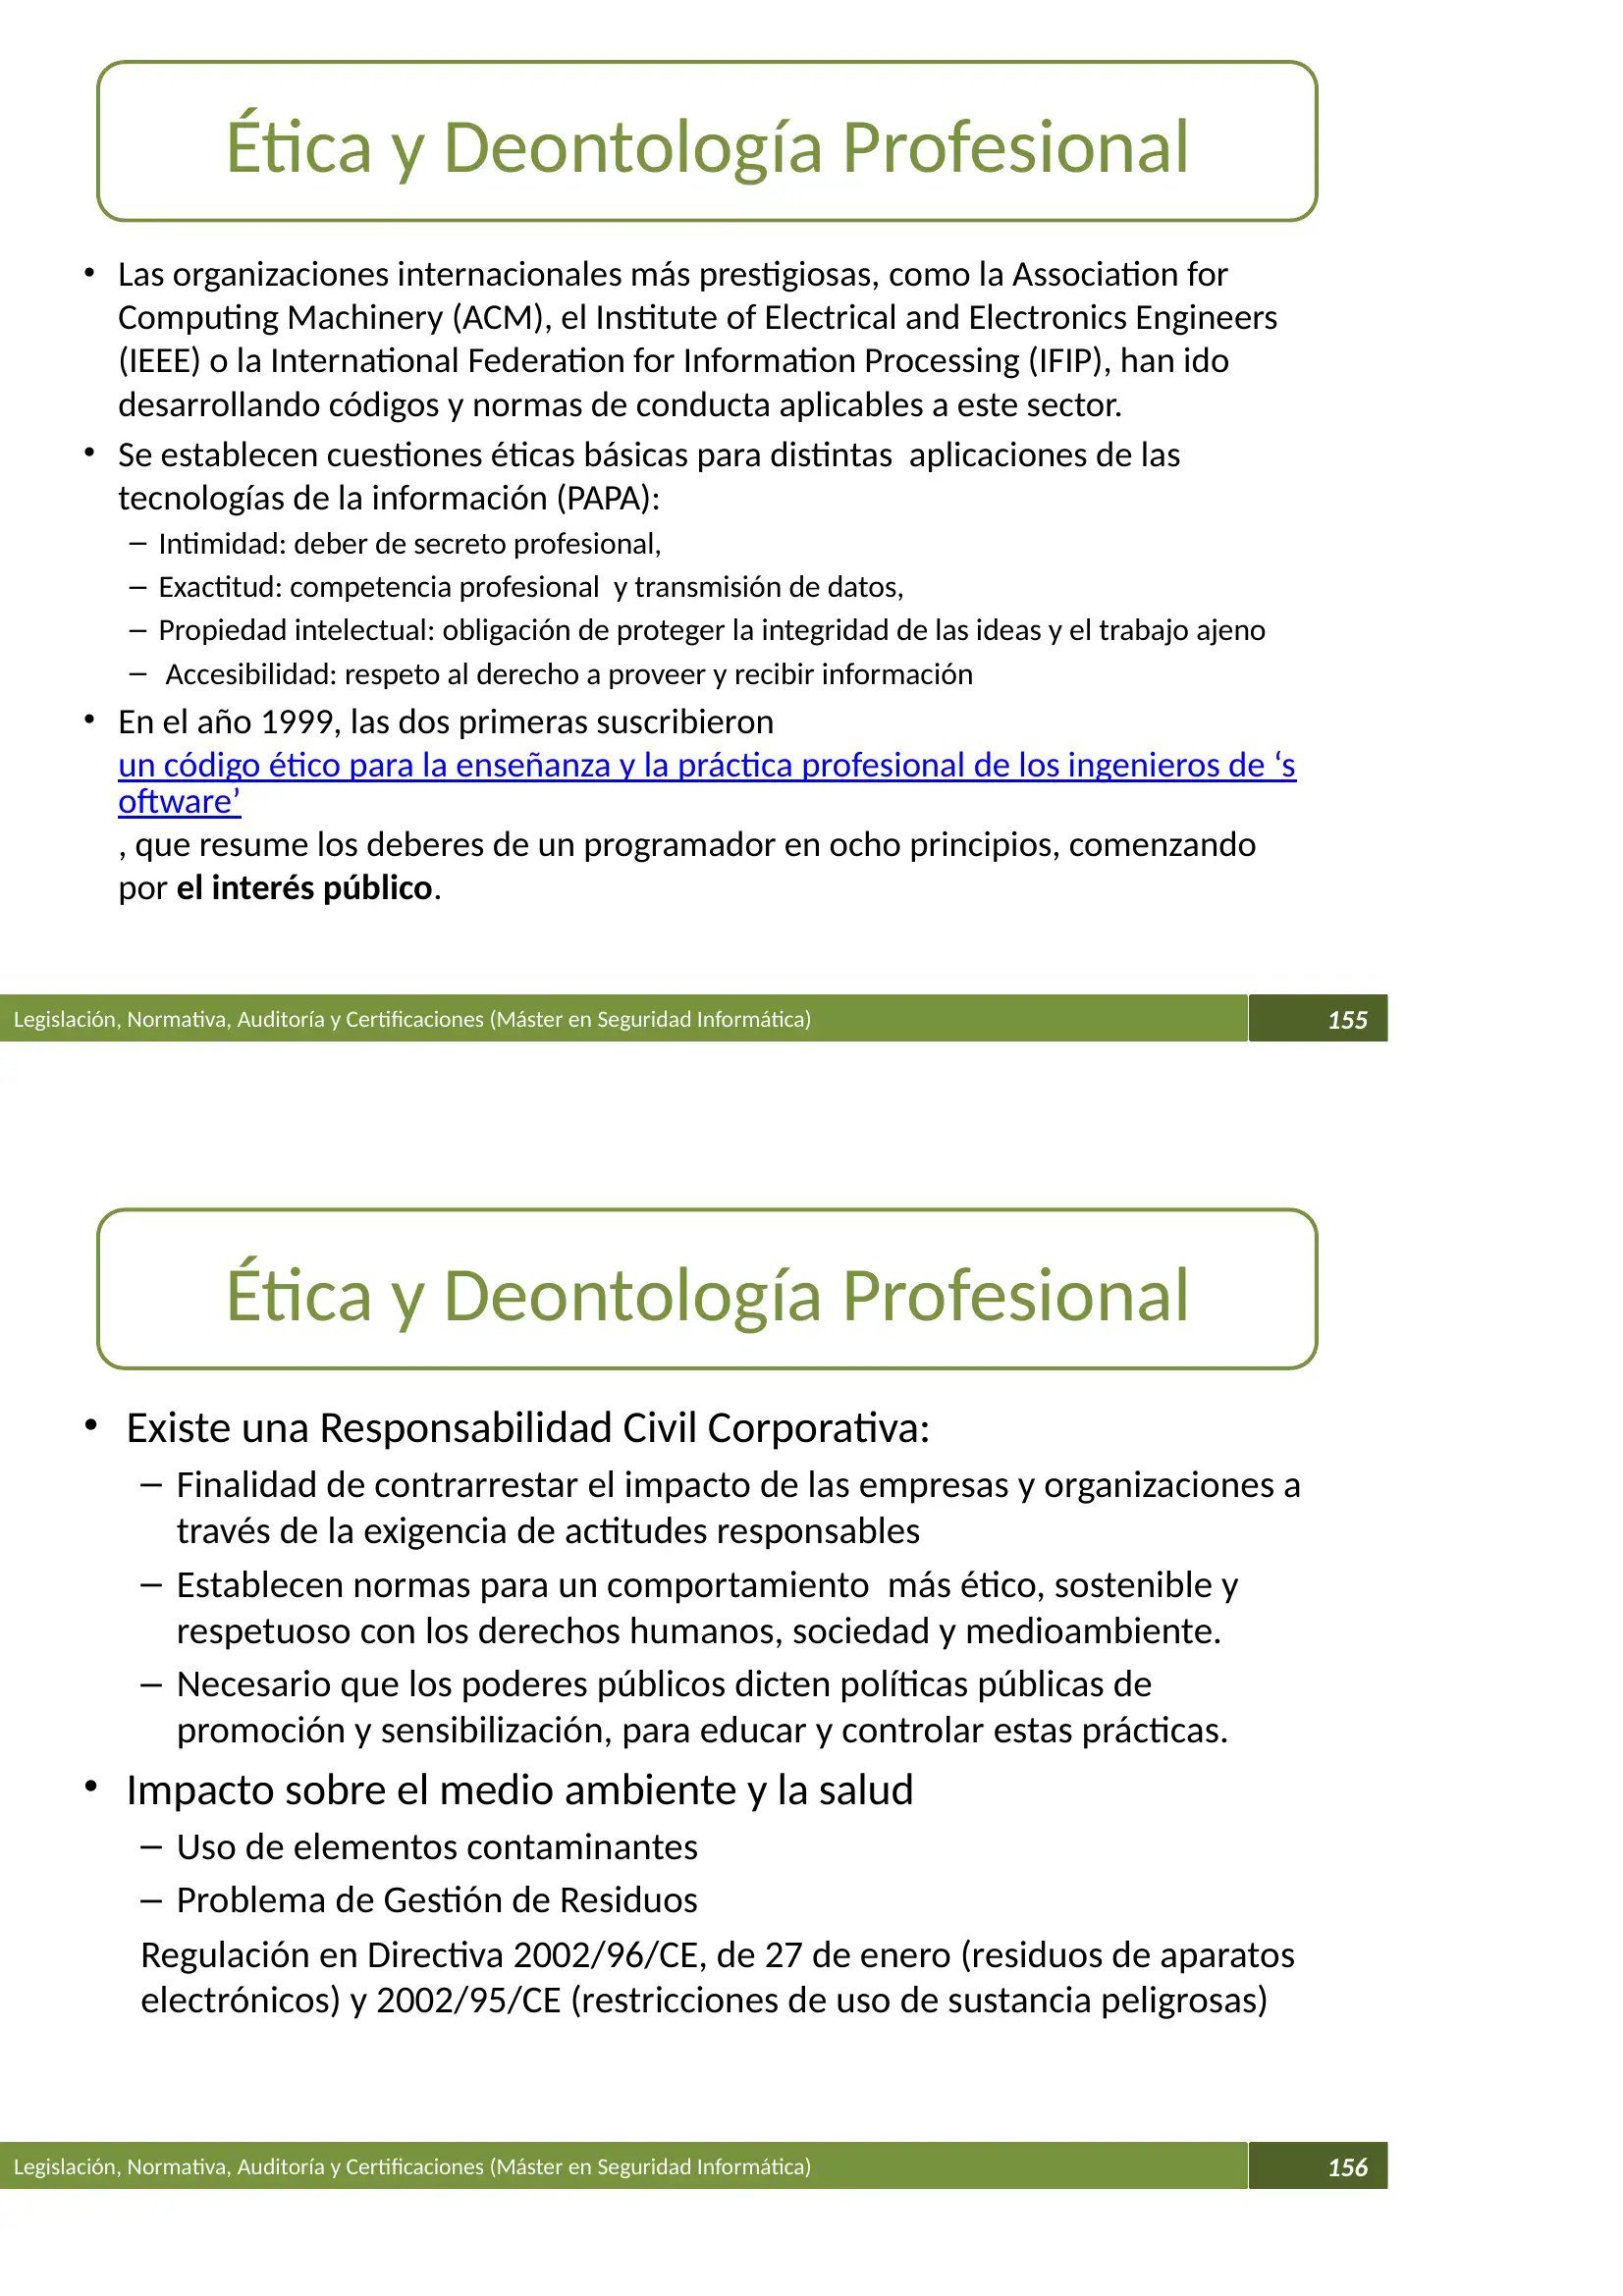 Ética y Deontología Profesional
• Las organizaciones internacionales más prestigiosas, como la Association for
Computing Machinery (ACM), el Institute of Electrical and Electronics Engineers
(IEEE) o la International Federation for Information Processing (IFIP), han ido
desarrollando códigos y normas de conducta aplicables a este sector.
• Se establecen cuestiones éticas básicas para distintas  aplicaciones de las
tecnologías de la información (PAPA):
– Intimidad: deber de secreto profesional,
– Exactitud: competencia profesional  y transmisión de datos,
– Propiedad intelectual: obligación de proteger la integridad de las ideas y el trabajo ajeno
– Accesibilidad: respeto al derecho a proveer y recibir información
• En el año 1999, las dos primeras suscribieron
un código ético para la enseñanza y la práctica profesional de los ingenieros de ‘s
oftware’
, que resume los deberes de un programador en ocho principios, comenzando
por el interés público.
Legislación, Normativa, Auditoría y Certificaciones (Máster en Seguridad Informática) 155
Ética y Deontología Profesional
• Existe una Responsabilidad Civil Corporativa:
– Finalidad de contrarrestar el impacto de las empresas y organizaciones a
través de la exigencia de actitudes responsables
– Establecen normas para un comportamiento  más ético, sostenible y
respetuoso con los derechos humanos, sociedad y medioambiente.
– Necesario que los poderes públicos dicten políticas públicas de
promoción y sensibilización, para educar y controlar estas prácticas.
• Impacto sobre el medio ambiente y la salud
– Uso de elementos contaminantes
– Problema de Gestión de Residuos
Regulación en Directiva 2002/96/CE, de 27 de enero (residuos de aparatos
electrónicos) y 2002/95/CE (restricciones de uso de sustancia peligrosas)
Legislación, Normativa, Auditoría y Certificaciones (Máster en Seguridad Informática) 156